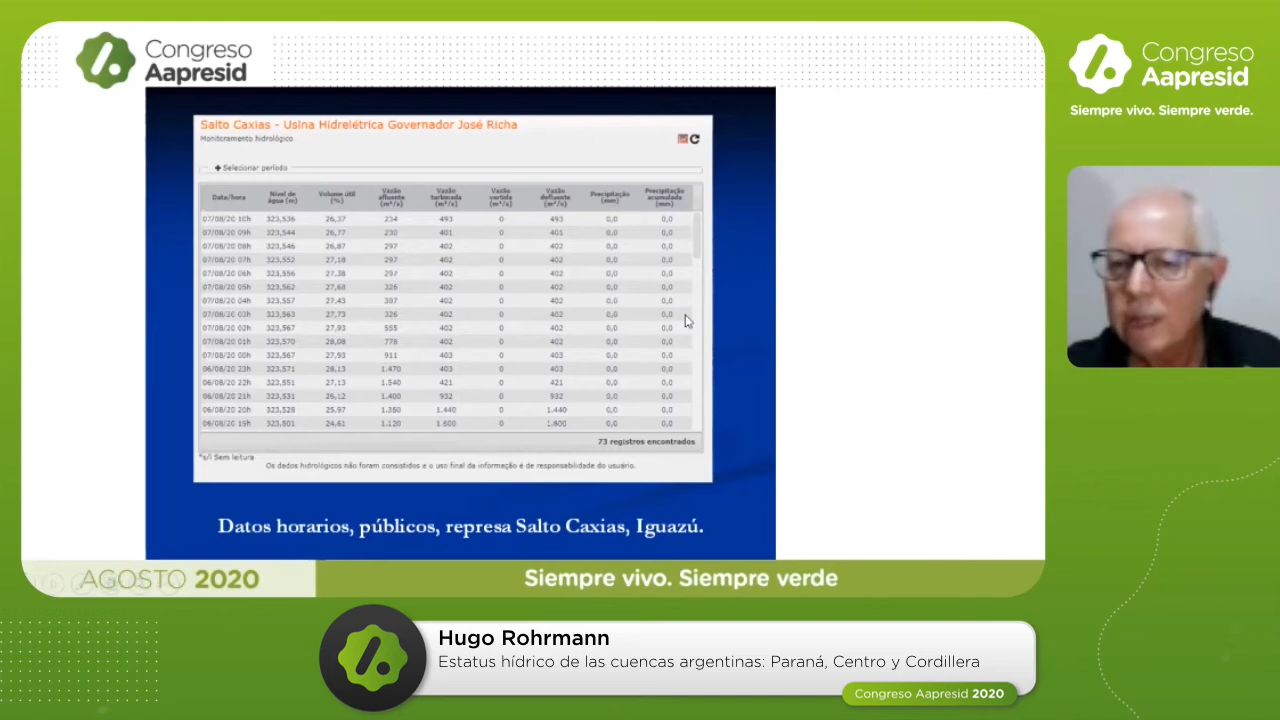 Congreso
Aapresid
Congreso
Aapresid
Siempre vivo. Siempre verde.
Salto Caxias - Usina Hidrelétrica Governador José Richa
Monitoramento hidrológico
Selecionar período
Data/hora Nível de água (m) Volume útil (%) Vazão afluente (m³/s) Vazão turbinada (m³/s) Vazão vertida (m³/s) Vazão defluente (m³/s) Precipitação (mm) Precipitação acumulada (mm)
07/08/20 10h 323,536 26,37 234 493 0 493 0,0 0,0
07/08/20 09h 323,544 26,77 230 401 0 401 0,0 0,0
07/08/20 08h 323,546 26,87 297 402 0 402 0,0 0,0
07/08/20 07h 323,552 27,18 297 402 0 402 0,0 0,0
07/08/20 06h 323,556 27,38 297 402 0 402 0,0 0,0
07/08/20 05h 323,562 27,68 326 402 0 402 0,0 0,0
07/08/20 04h 323,557 27,43 402 0 402 0,0 0,0
07/08/20 03h 323,563 27,73 326 402 0 402 0,0 0,0
07/08/20 02h 323,567 27,93 555 402 0 402 0,0 0,0
07/08/20 01h 323,570 28,08 778 402 0 402 0,0 0,0
07/08/20 00h 323,567 27,93 911 403 0 403 0,0 0,0
06/08/20 23h 323,571 28,13 1.470 403 0 403 0,0 0,0
06/08/20 22h 323,551 27,13 1.540 421 0 421 0,0 0,0
06/08/20 21h 323,531 26,12 1.400 932 0 932 0,0 0,0
06/08/20 20h 323,528 25,97 1.350 1.440 0 1.440 0,0 0,0
06/08/20 19h 323,501 24,61 1.120 1.600 0 1.600 0,0 0,0
73 registros encontrados
*s/l Sem leitura
Os dados hidrológicos não foram consistidos e o uso final da informação é de responsabilidade do usuário.
Datos horarios, públicos, represa Salto Caxias, Iguazú.
AGOSTO 2020
Siempre vivo. Siempre verde
Hugo Rohrmann
Estatus hídrico de las cuencas argentinas: Paraná, Centro y Cordillera
Congreso Aapresid 2020